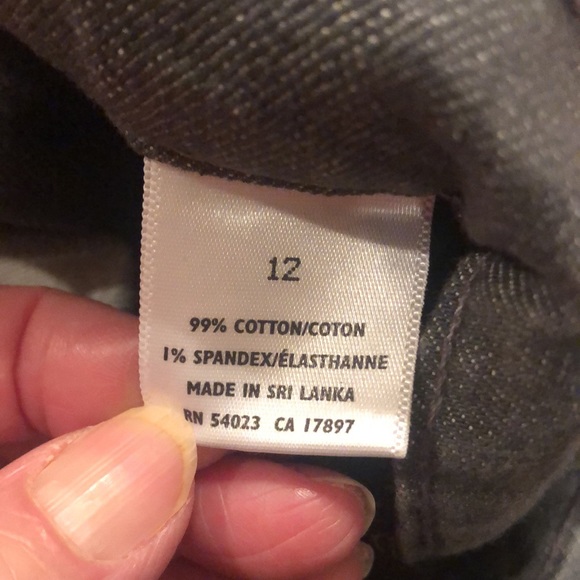 12
99% COTTON/COTON
1% SPANDEX/ÉLASTHANNE
MADE IN SRI LANKA
RN 54023 CA 17897